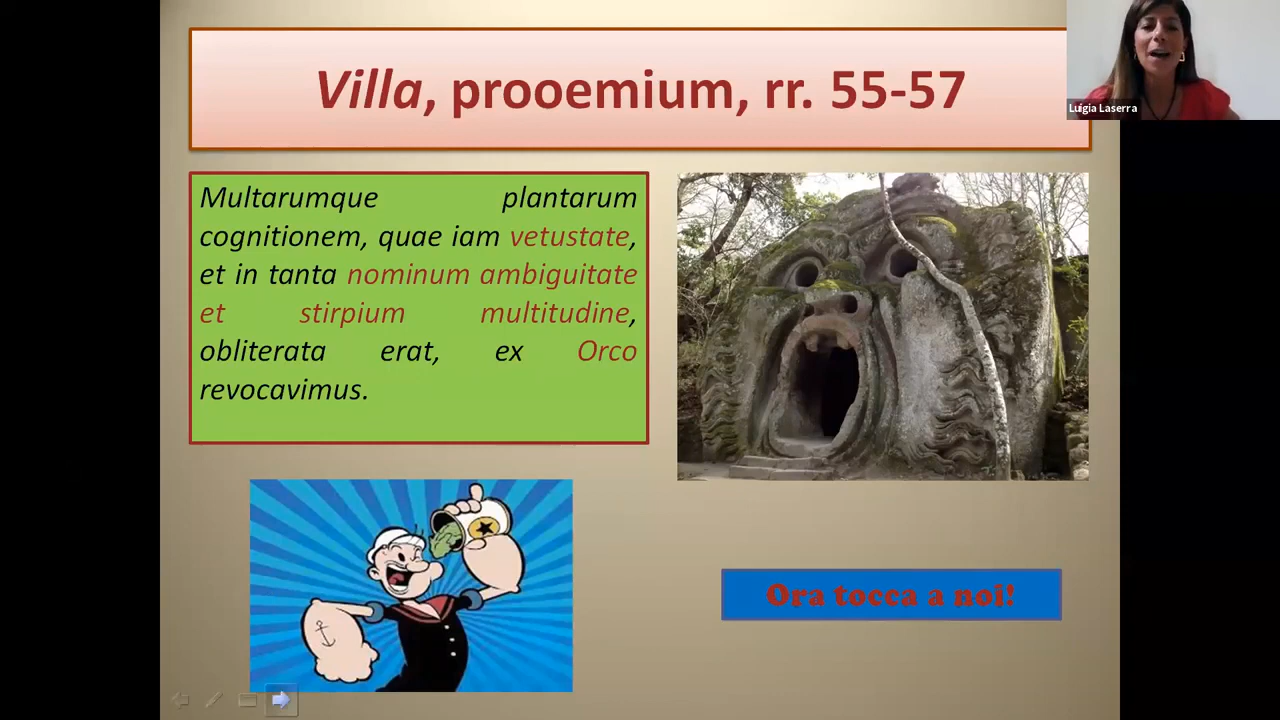 Villa, prooemium, rr. 55-57
Luigia Laserra
Multarumque plantarum
cognitionem, quae iam vetustate,
et in tanta nominum ambiguitate
et stirpium multitudine,
obliterata erat, ex Orco
revocavimus.
Ora tocca a noi!